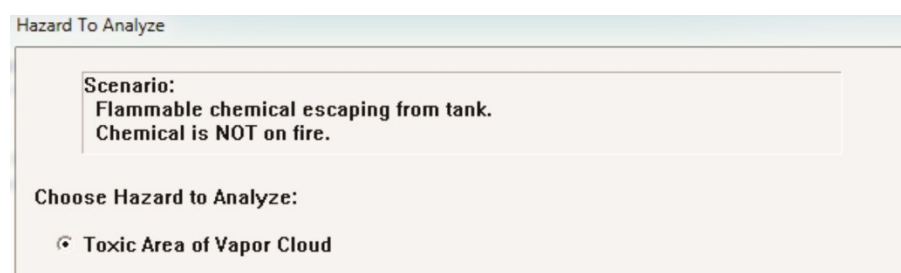 Hazard To Analyze
Scenario:
Flammable chemical escaping from tank.
Chemical is NOT on fire.
Choose Hazard to Analyze:
Toxic Area of Vapor Cloud